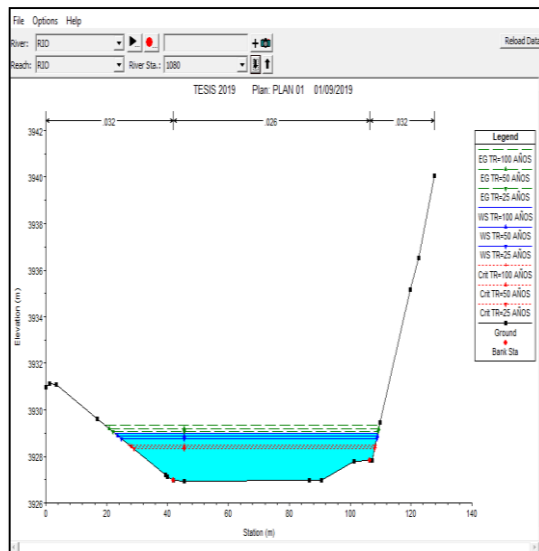 File Options Help
River: RIO
Reload Data
Reach: RIO River Sta.: 1080
TESIS 2019 Plan: PLAN 01 01/09/2019
.032 .026 .032
3942
3940
3938
3936
3934
3932
3930
3928
3926
Elevation (m)
0 20 40 60 80 100 120 140
Station (m)
Legend
EG TR=100 AÑOS
EG TR=50 AÑOS
EG TR=25 AÑOS
WS TR=100 AÑOS
WS TR=50 AÑOS
WS TR=25 AÑOS
Crit TR=100 AÑOS
Crit TR=50 AÑOS
Crit TR=25 AÑOS
Ground
Bank Sta